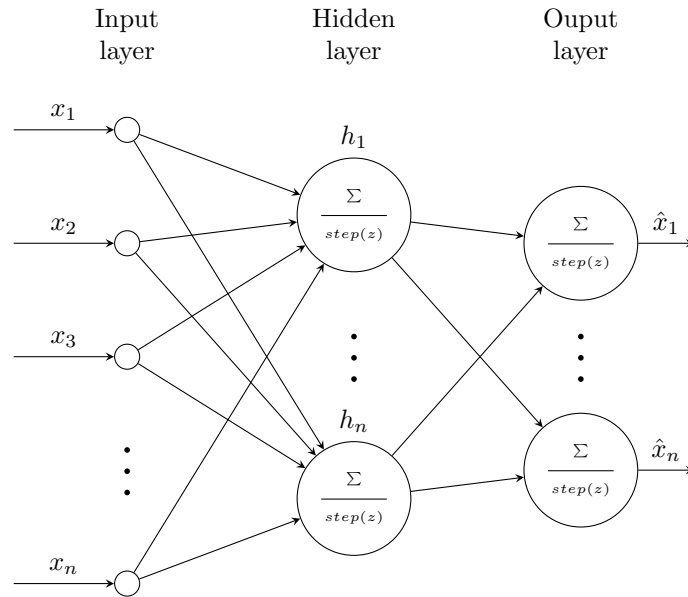 Input
layer
Hidden
layer
Ouput
layer
x₁
x₂
x₃
xₙ
h₁
Σ
step(z)
hₙ
Σ
step(z)
Σ
step(z)
Σ
step(z)
x̂₁
x̂ₙ